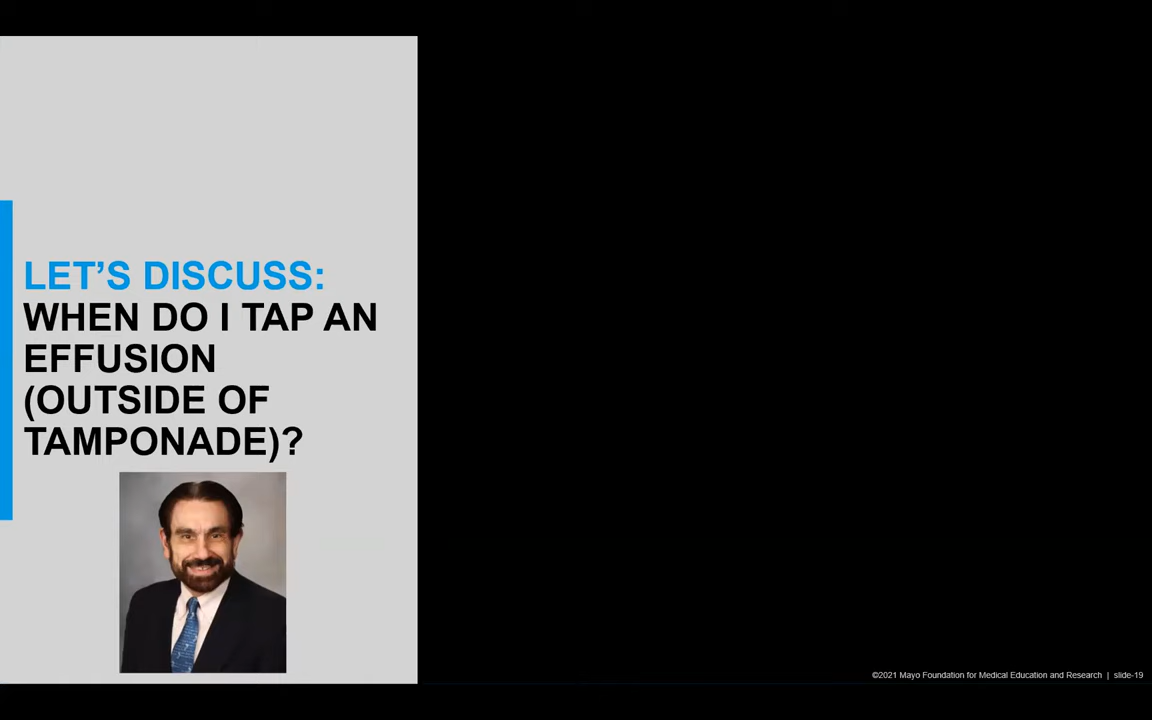 LET’S DISCUSS:
WHEN DO I TAP AN
EFFUSION
(OUTSIDE OF
TAMPONADE)?
©2021 Mayo Foundation for Medical Education and Research | slide-19